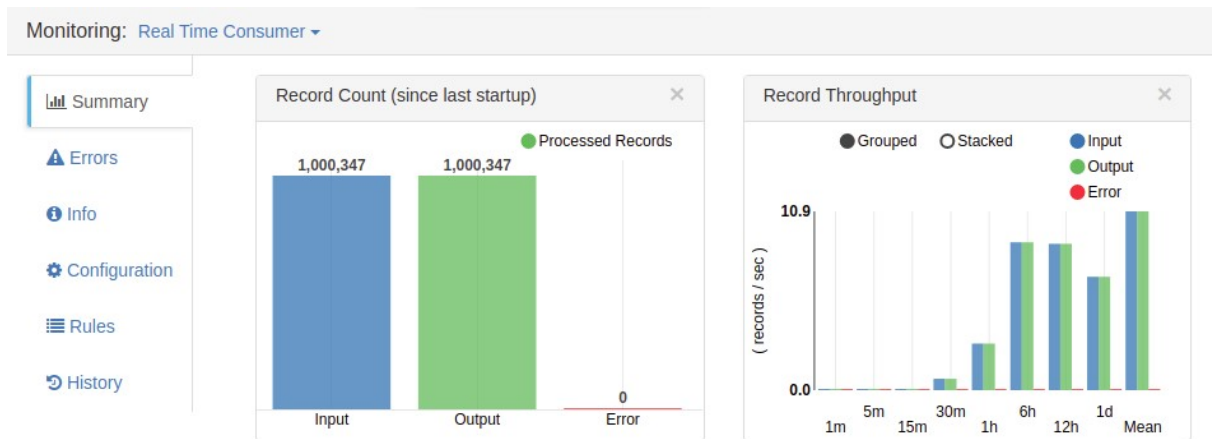 Monitoring: Real Time Consumer
Summary
Errors
Info
Configuration
Rules
History
Record Count (since last startup) ×
Processed Records
1,000,347 1,000,347 0
Input Output Error
Record Throughput ×
Grouped Stacked Input
Output
Error
10.9
( records / sec )
0.0
1m 5m 15m 30m 1h 6h 12h 1d Mean